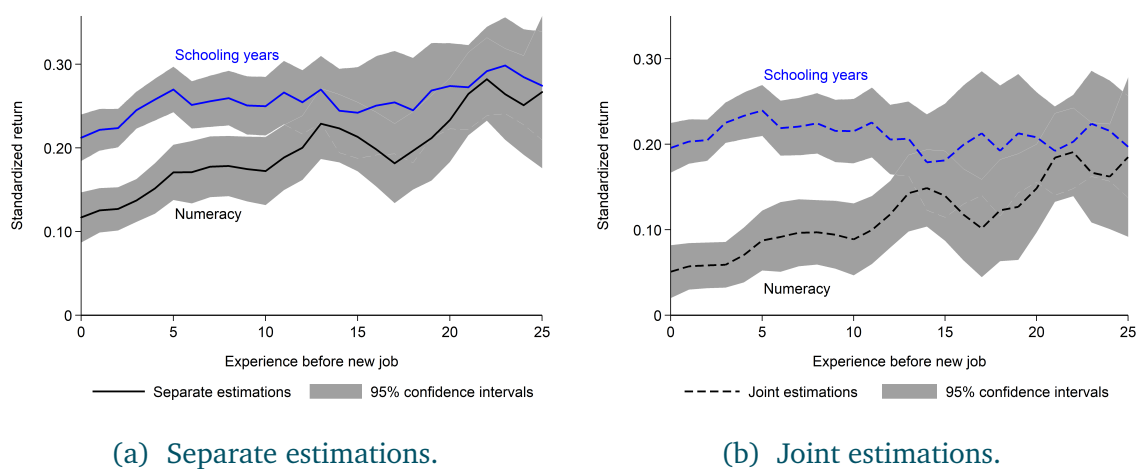 Standardized return
0.30
0.20
0.10
0
Schooling years
Numeracy
0 5 10 15 20 25
Experience before new job
Separate estimations 95% confidence intervals
(a) Separate estimations.
Standardized return
0.30
0.20
0.10
0
Schooling years
Numeracy
0 5 10 15 20 25
Experience before new job
Joint estimations 95% confidence intervals
(b) Joint estimations.